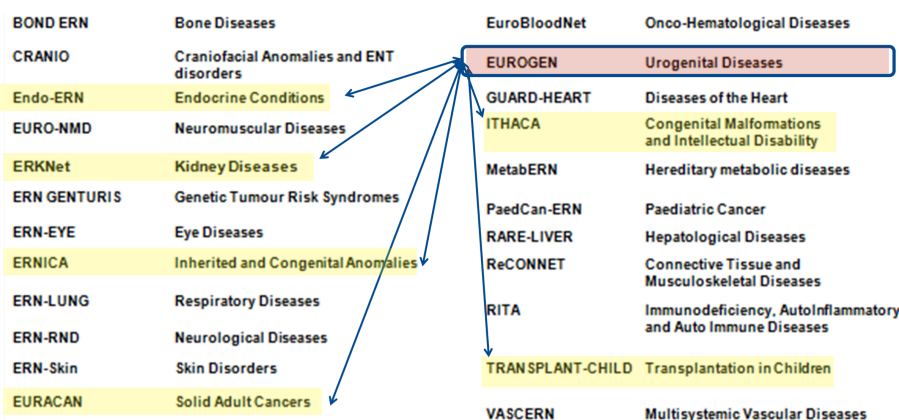 BOND ERN Bone Diseases
CRANIO Craniofacial Anomalies and ENT
disorders
Endo-ERN Endocrine Conditions
EURO-NMD Neuromuscular Diseases
ERKNet Kidney Diseases
ERN GENTURIS Genetic Tumour Risk Syndromes
ERN-EYE Eye Diseases
ERNICA Inherited and Congenital Anomalies
ERN-LUNG Respiratory Diseases
ERN-RND Neurological Diseases
ERN-Skin Skin Disorders
EURACAN Solid Adult Cancers
EuroBloodNet Onco-Hematological Diseases
EUROGEN Urogenital Diseases
GUARD-HEART Diseases of the Heart
ITHACA Congenital Malformations
and Intellectual Disability
MetabERN Hereditary metabolic diseases
PaedCan-ERN Paediatric Cancer
RARE-LIVER Hepatological Diseases
ReCONNET Connective Tissue and
Musculoskeletal Diseases
RITA Immunodeficiency, AutoInflammatory
and Auto Immune Diseases
TRANSPLANT-CHILD Transplantation in Children
VASCERN Multisystemic Vascular Diseases